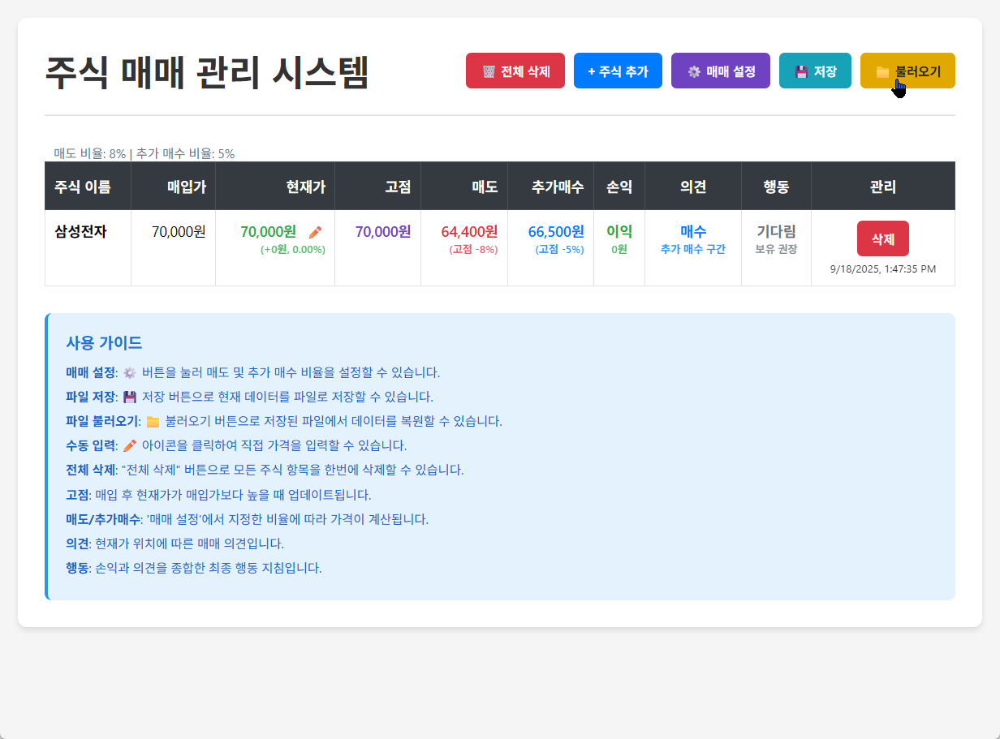 주식 매매 관리 시스템
🗑️ 전체 삭제
+ 주식 추가
⚙️ 매매 설정
💾 저장
📁 불러오기
매도 비율: 8% | 추가 매수 비율: 5%
주식 이름 매입가 현재가 고점 매도 추가매수 손익 의견 행동 관리
삼성전자 70,000원 70,000원 ✏️ 70,000원 64,400원 66,500원 이익 매수 기다림 삭제
(+0원, 0.00%) (고점 -8%) (고점 -5%) 0원 추가 매수 구간 보유 권장
9/18/2025, 1:47:35 PM
사용 가이드
매매 설정: ⚙️ 버튼을 눌러 매도 및 추가 매수 비율을 설정할 수 있습니다.
파일 저장: 💾 저장 버튼으로 현재 데이터를 파일로 저장할 수 있습니다.
파일 불러오기: 📁 불러오기 버튼으로 저장된 파일에서 데이터를 복원할 수 있습니다.
수동 입력: ✏️ 아이콘을 클릭하여 직접 가격을 입력할 수 있습니다.
전체 삭제: "전체 삭제" 버튼으로 모든 주식 항목을 한번에 삭제할 수 있습니다.
고점: 매입 후 현재가가 매입가보다 높을 때 업데이트됩니다.
매도/추가매수: '매매 설정'에서 지정한 비율에 따라 가격이 계산됩니다.
의견: 현재가 위치에 따른 매매 의견입니다.
행동: 손익과 의견을 종합한 최종 행동 지침입니다.